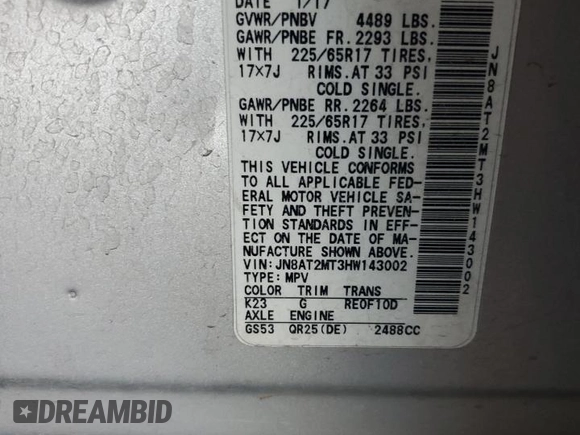 DATE 1/17
GVWR/PNBV 4489 LBS.
GAWR/PNBE FR. 2293 LBS.
WITH 225/65R17 TIRES,
17×7J RIMS. AT 33 PSI
COLD SINGLE.
GAWR/PNBE RR. 2264 LBS.
WITH 225/65R17 TIRES,
17×7J RIMS. AT 33 PSI
COLD SINGLE.
THIS VEHICLE CONFORMS
TO ALL APPLICABLE FED-
ERAL MOTOR VEHICLE SA-
FETY AND THEFT PREVEN-
TION STANDARDS IN EFF-
ECT ON THE DATE OF MA-
NUFACTURE SHOWN ABOVE.
VIN: JN8AT2MT3HW143002
TYPE: MPV
COLOR TRIM TRANS
K23 G RE0F10D
AXLE ENGINE
GS53 QR25(DE) 2488CC
JN8AT2MT3HW143002
DREAMBID